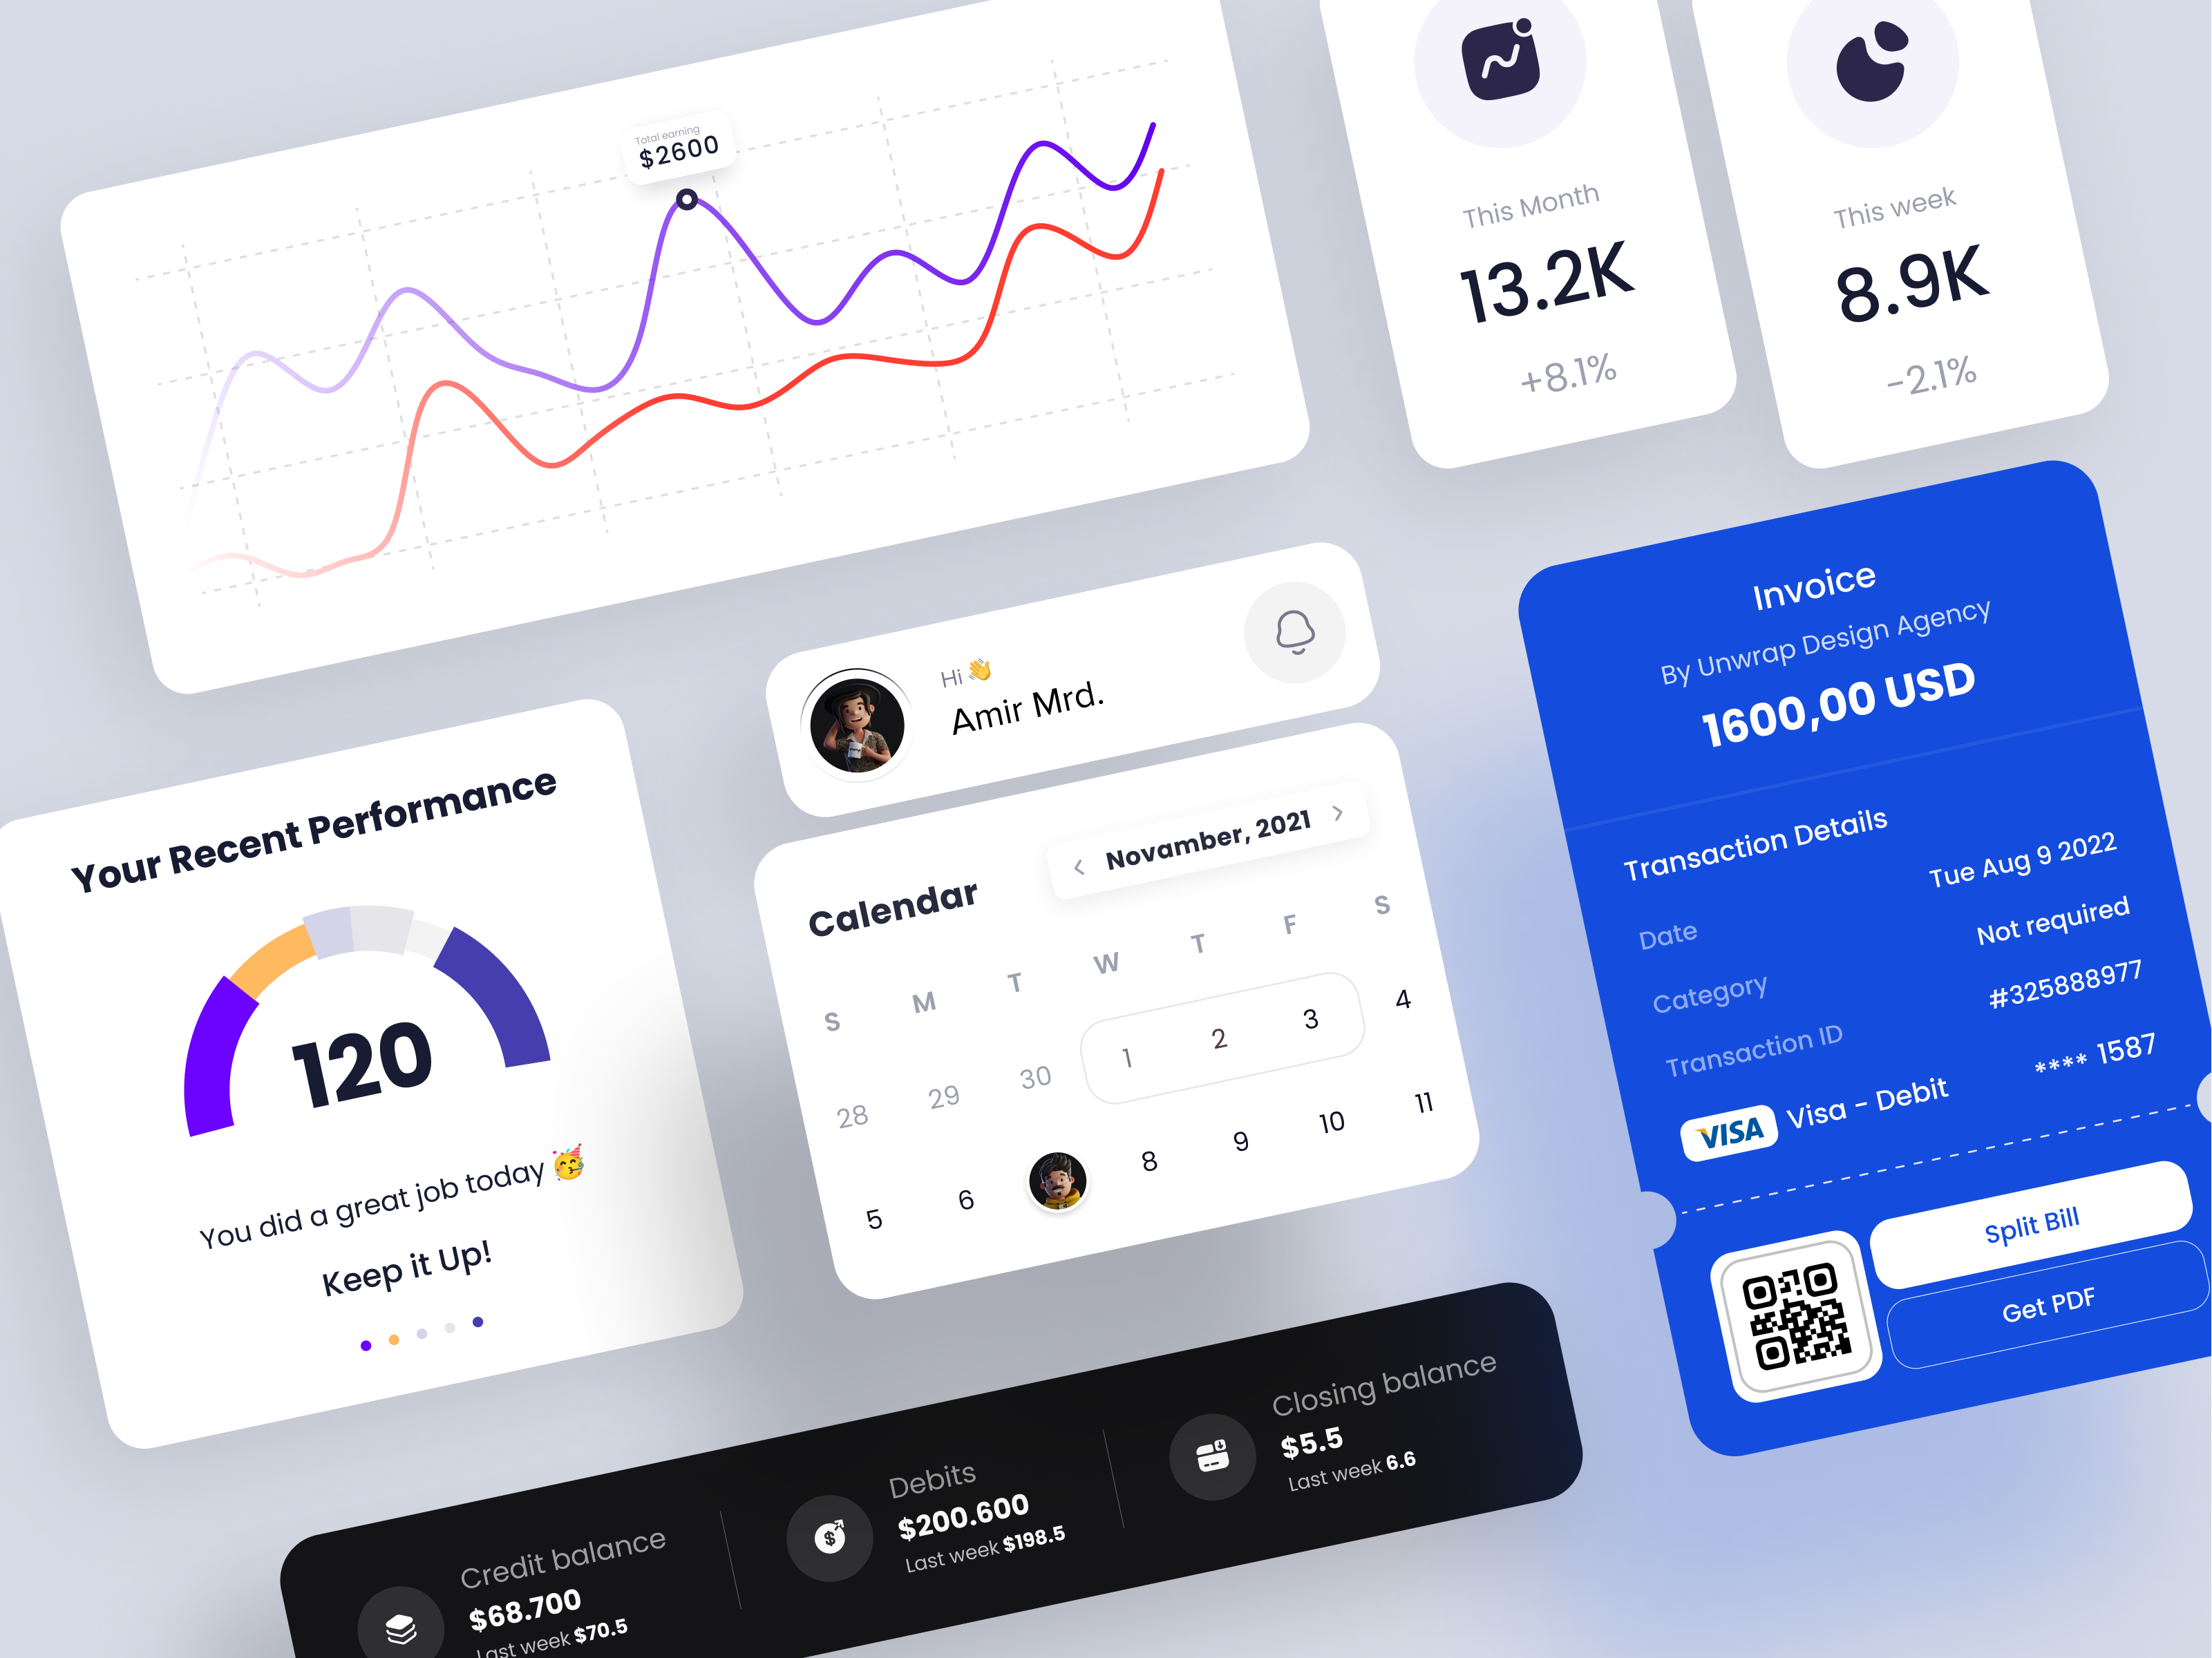 Total earning
$2600
This Month
13.2K
+8.1%
This week
8.9K
-2.1%
Hi 👋
Amir Mrd.
Your Recent Performance
120
You did a great job today 🥳
Keep it Up!
Calendar
Novamber, 2021
S M T W T F S
28 29 30 1 2 3 4
5 6 8 9 10 11
Invoice
By Unwrap Design Agency
1600,00 USD
Transaction Details
Date Tue Aug 9 2022
Category Not required
Transaction ID #325888977
VISA Visa - Debit **** 1587
Split Bill
Get PDF
Credit balance
$68.700
Last week $70.5
Debits
$200.600
Last week $198.5
Closing balance
$5.5
Last week 6.6